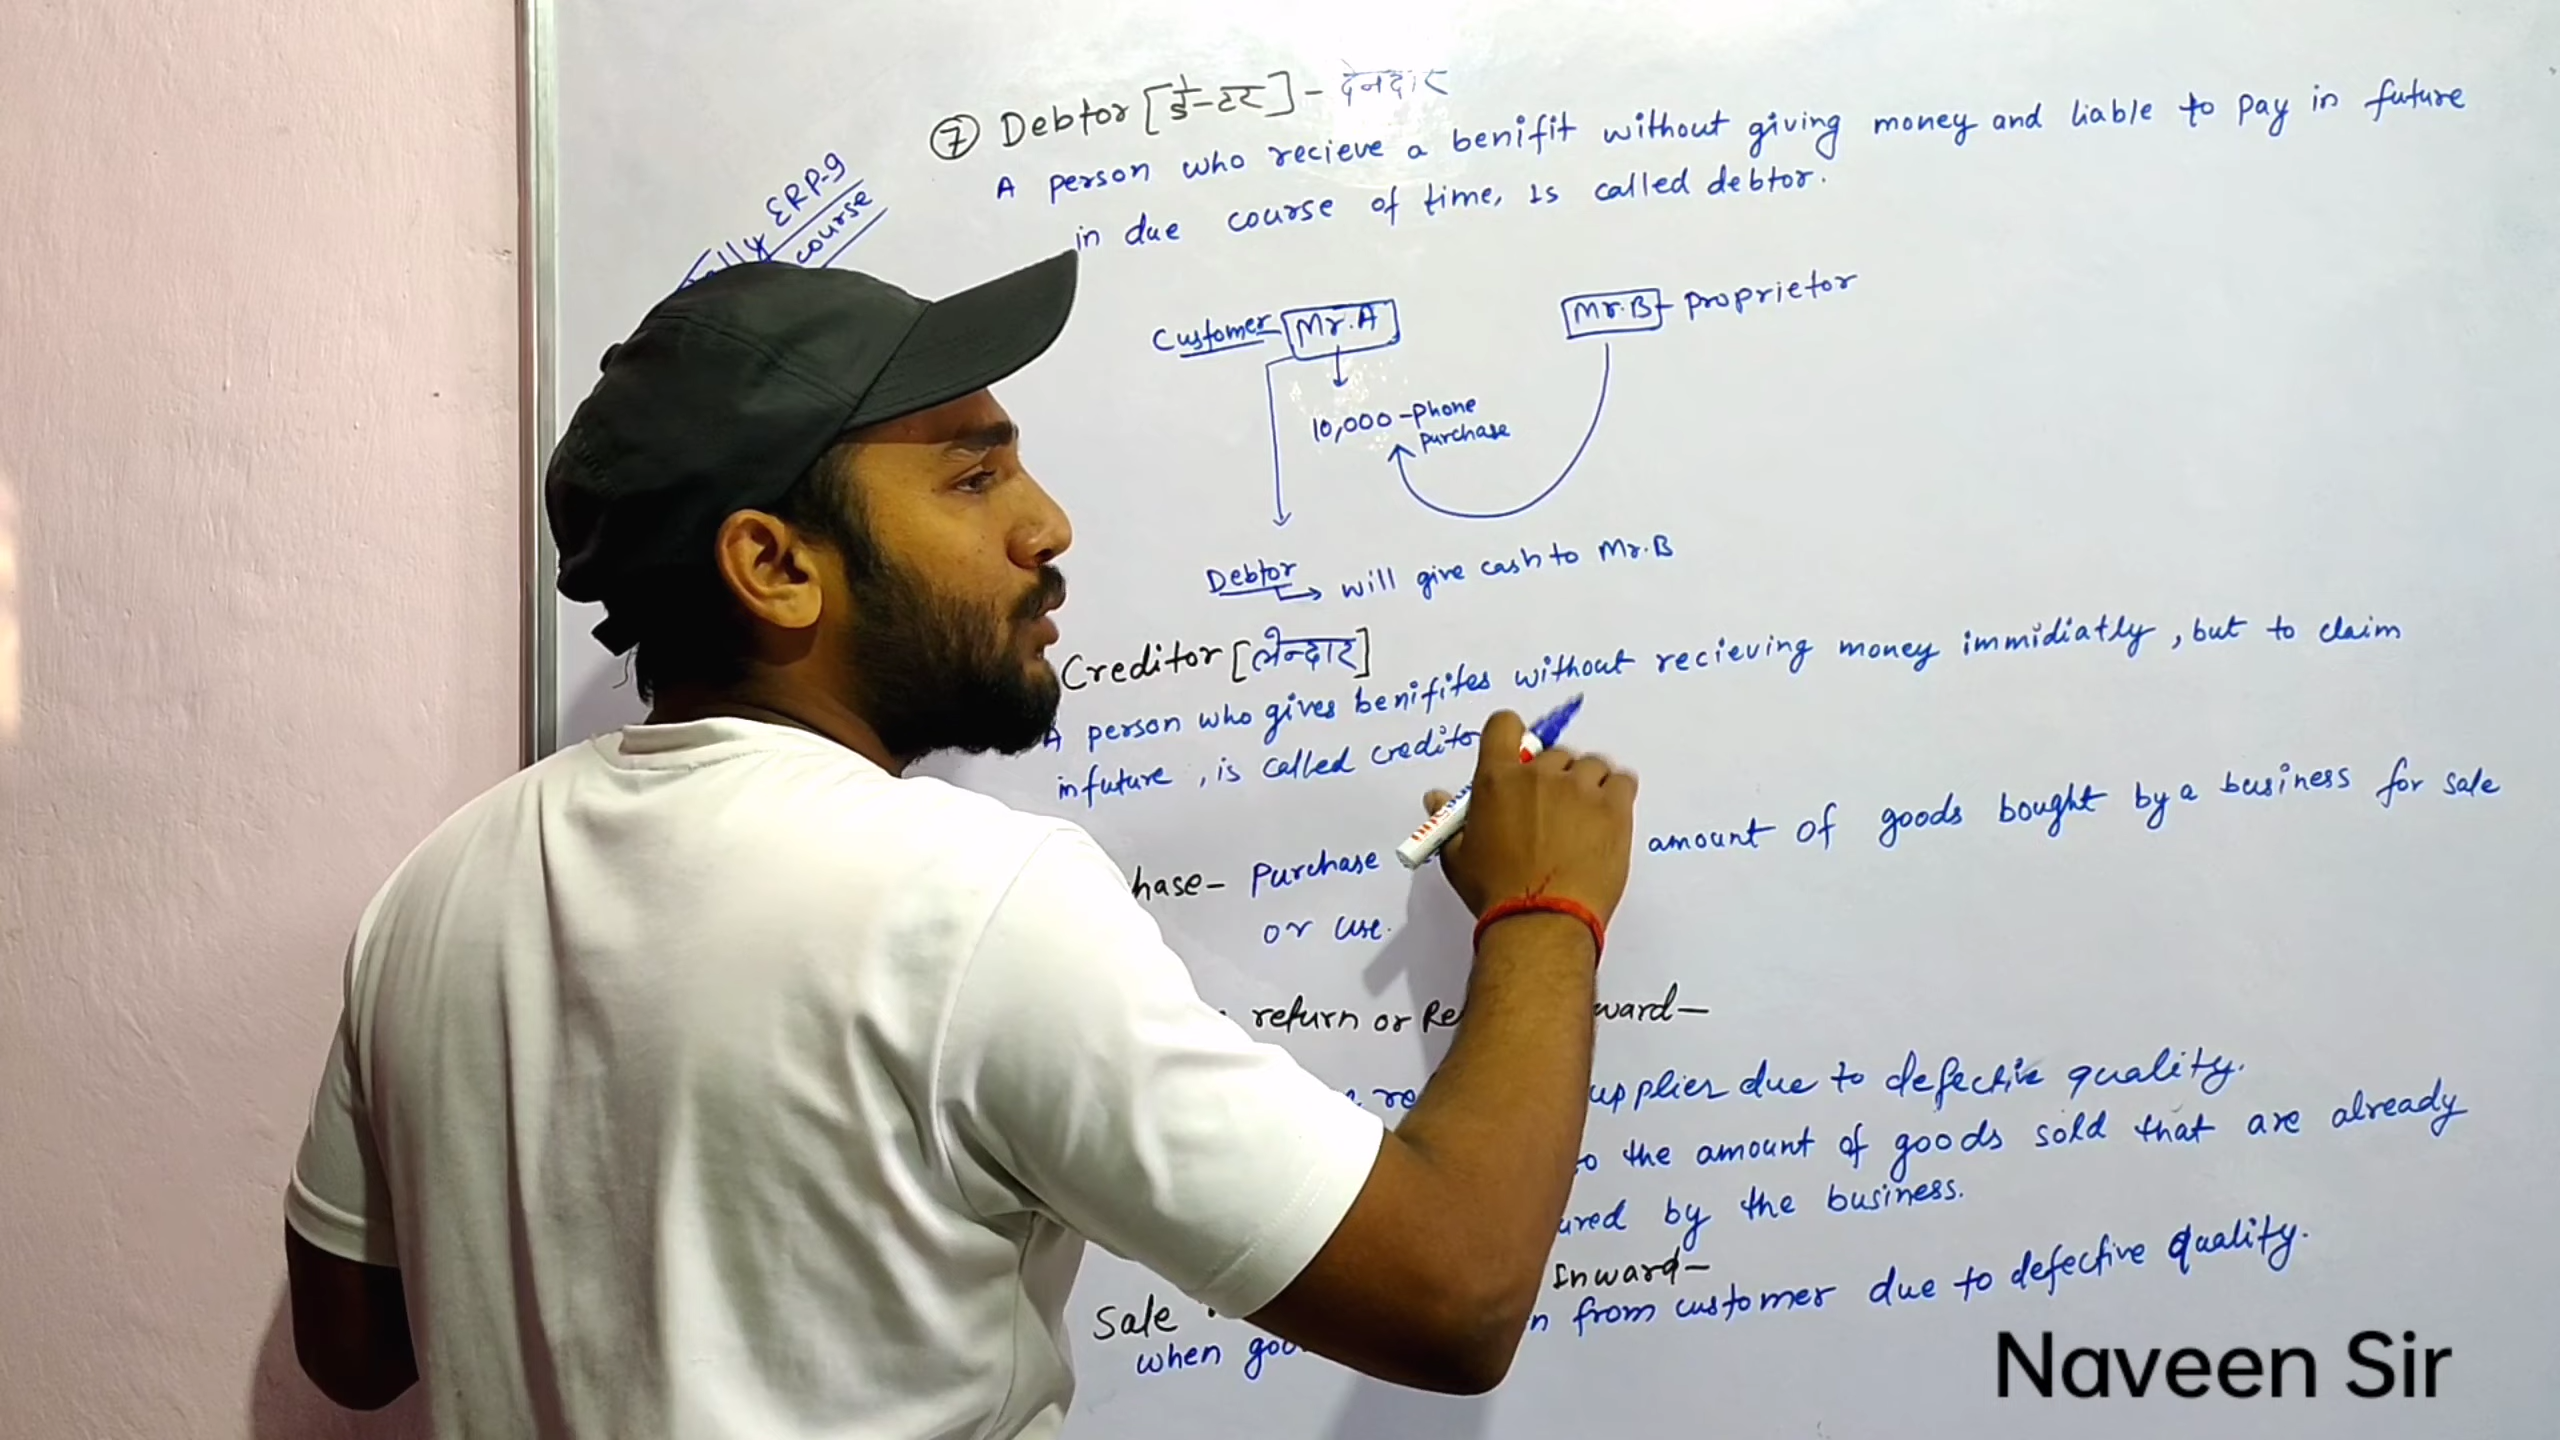 ERP-9
course
⑦ Debtor [डे-टर] - देनदार
A person who recieve a benifit without giving money and liable to pay in future
in due course of time, is called debtor.
Customer Mr. A
Mr. B - proprietor
10,000 - phone
purchase
Debtor → will give cash to Mr. B
Creditor [लेन्दार]
A person who gives benifites without recieving money immidiatly, but to claim
in future, is called credito
hase - Purchase amount of goods bought by a business for sale
or use.
return or Re ward -
upplier due to defective quality.
the amount of goods sold that are already
ured by the business.
Sale Inward -
when goo n from customer due to defective quality.
Naveen Sir